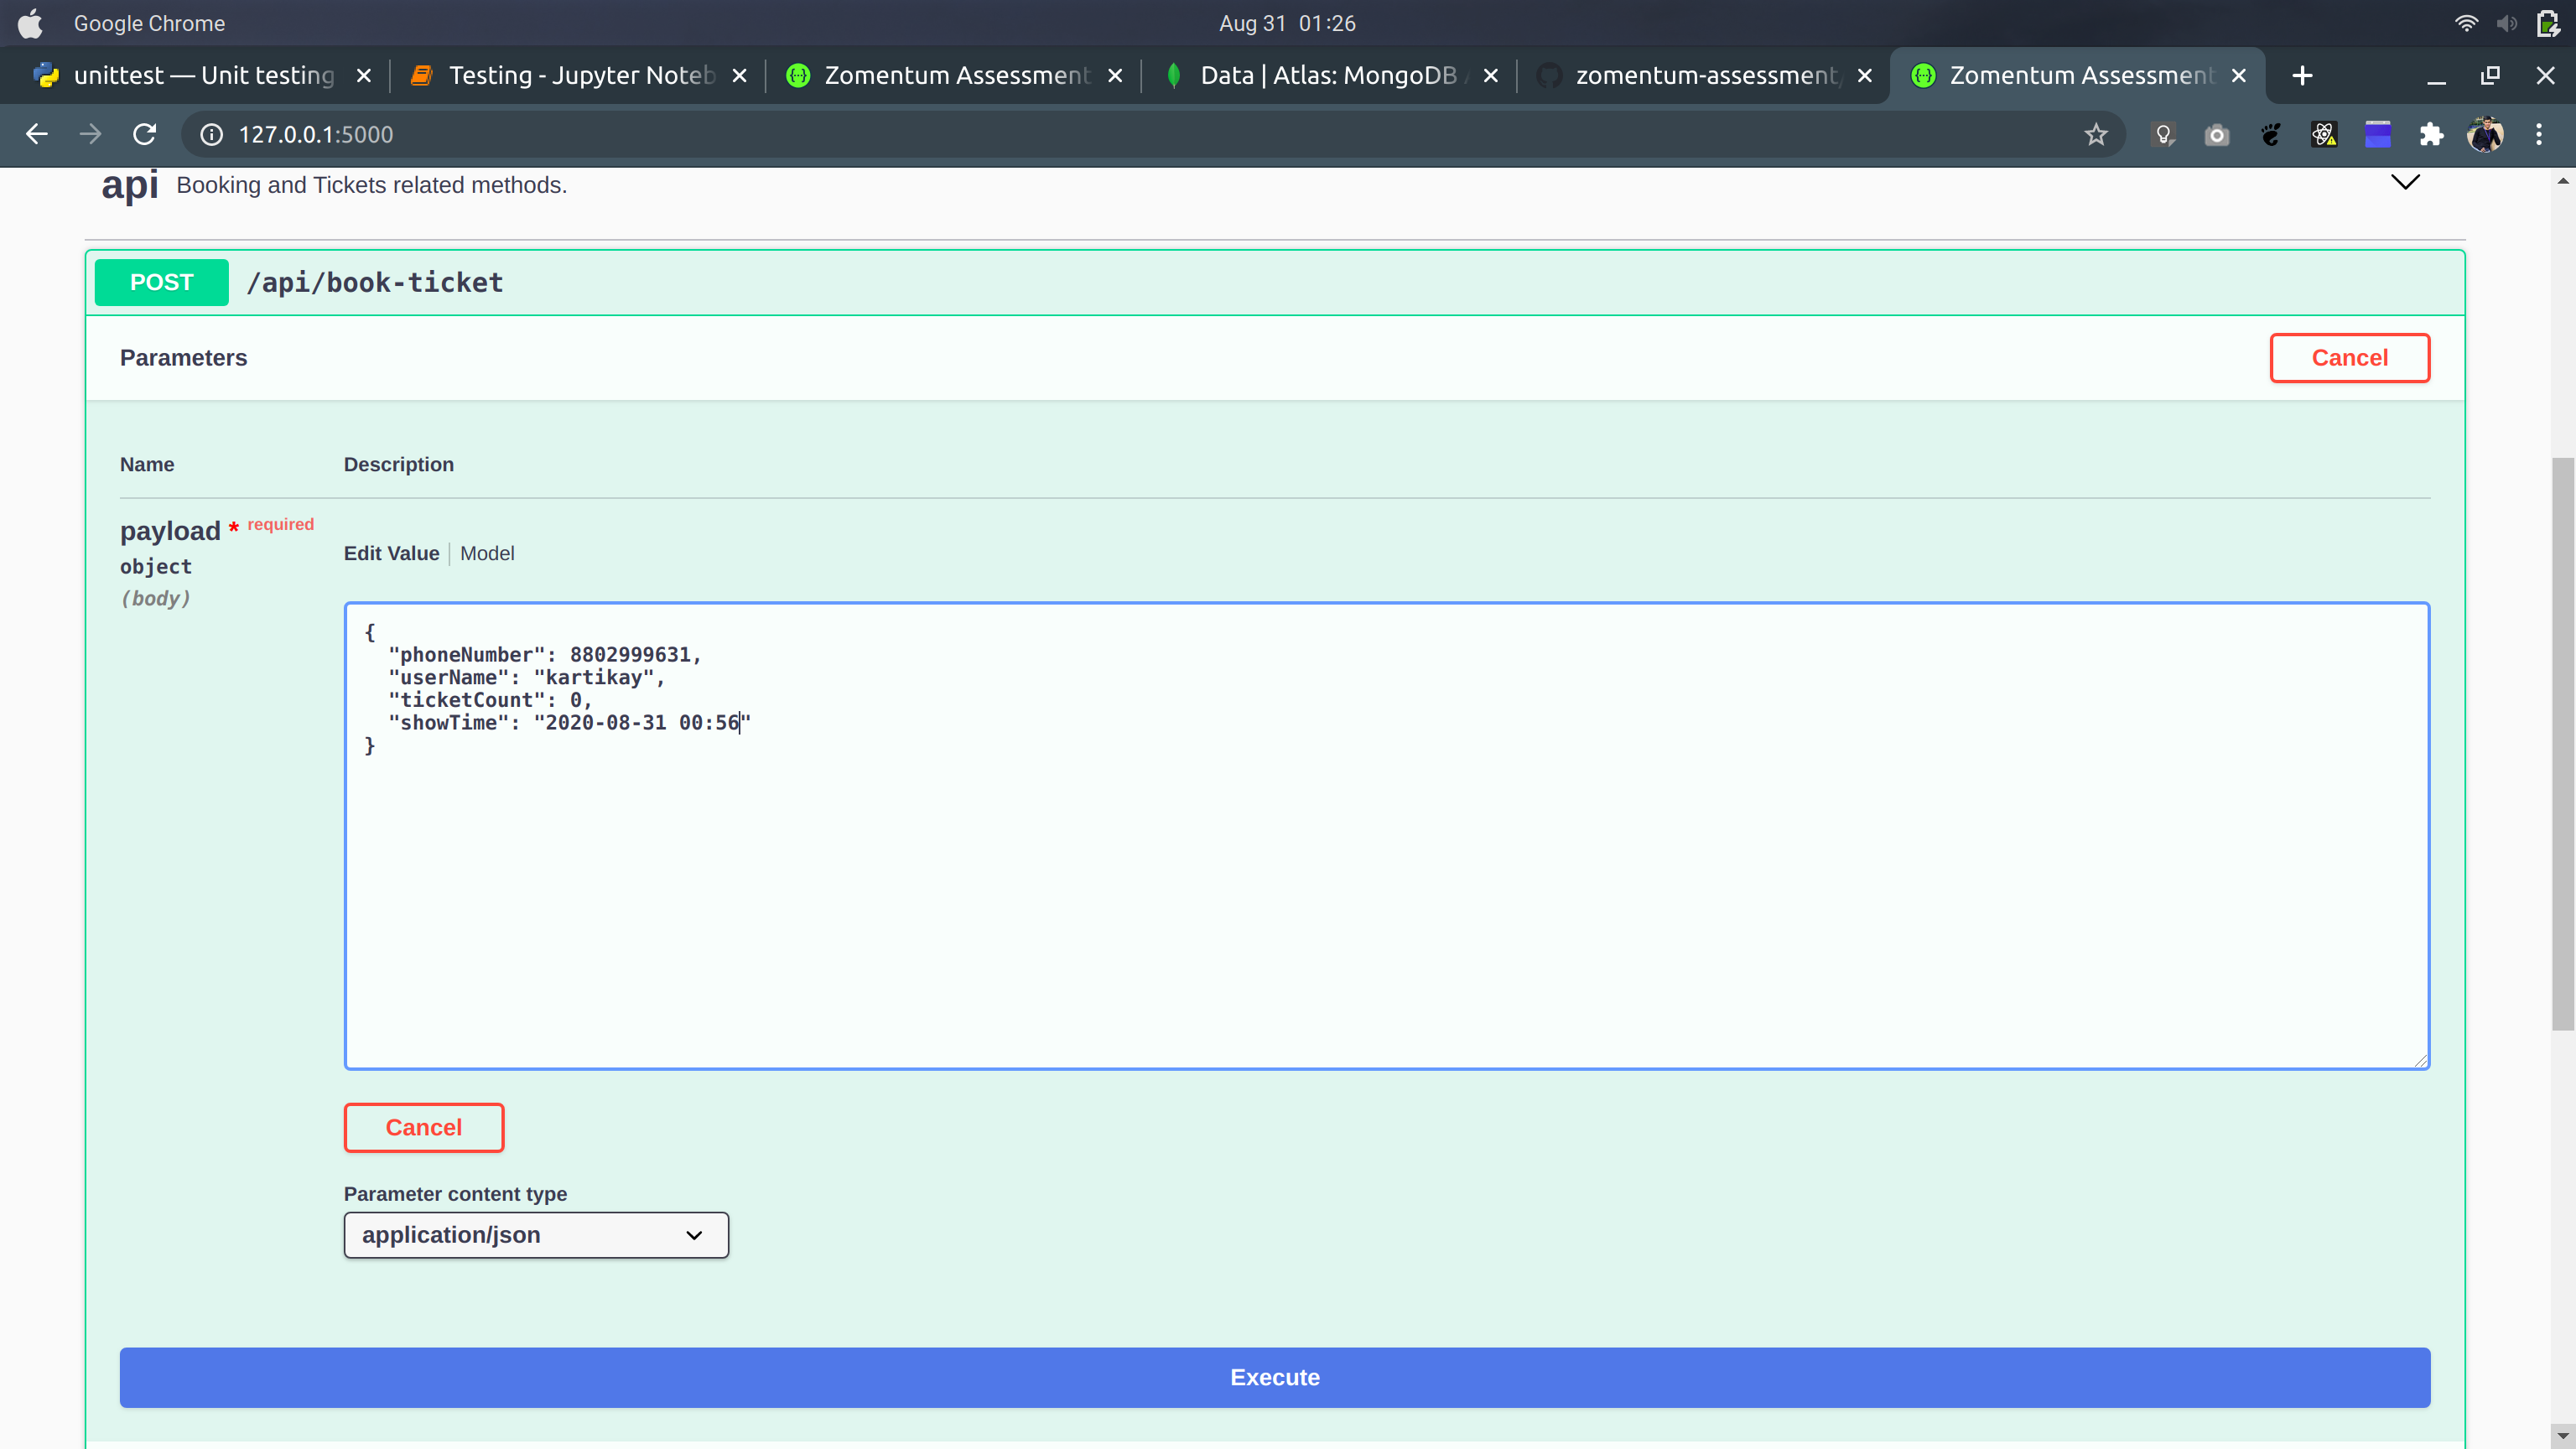 Google Chrome
Aug 31 01:26
unittest — Unit testing
Testing - Jupyter Noteb
Zomentum Assessment
Data | Atlas: MongoDB
zomentum-assessment
Zomentum Assessment
127.0.0.1:5000
api Booking and Tickets related methods.
POST /api/book-ticket
Parameters
Cancel
Name Description
payload * required
object
(body)
Edit Value | Model
{
"phoneNumber": 8802999631,
"userName": "kartikay",
"ticketCount": 0,
"showTime": "2020-08-31 00:56"
}
Cancel
Parameter content type
application/json
Execute